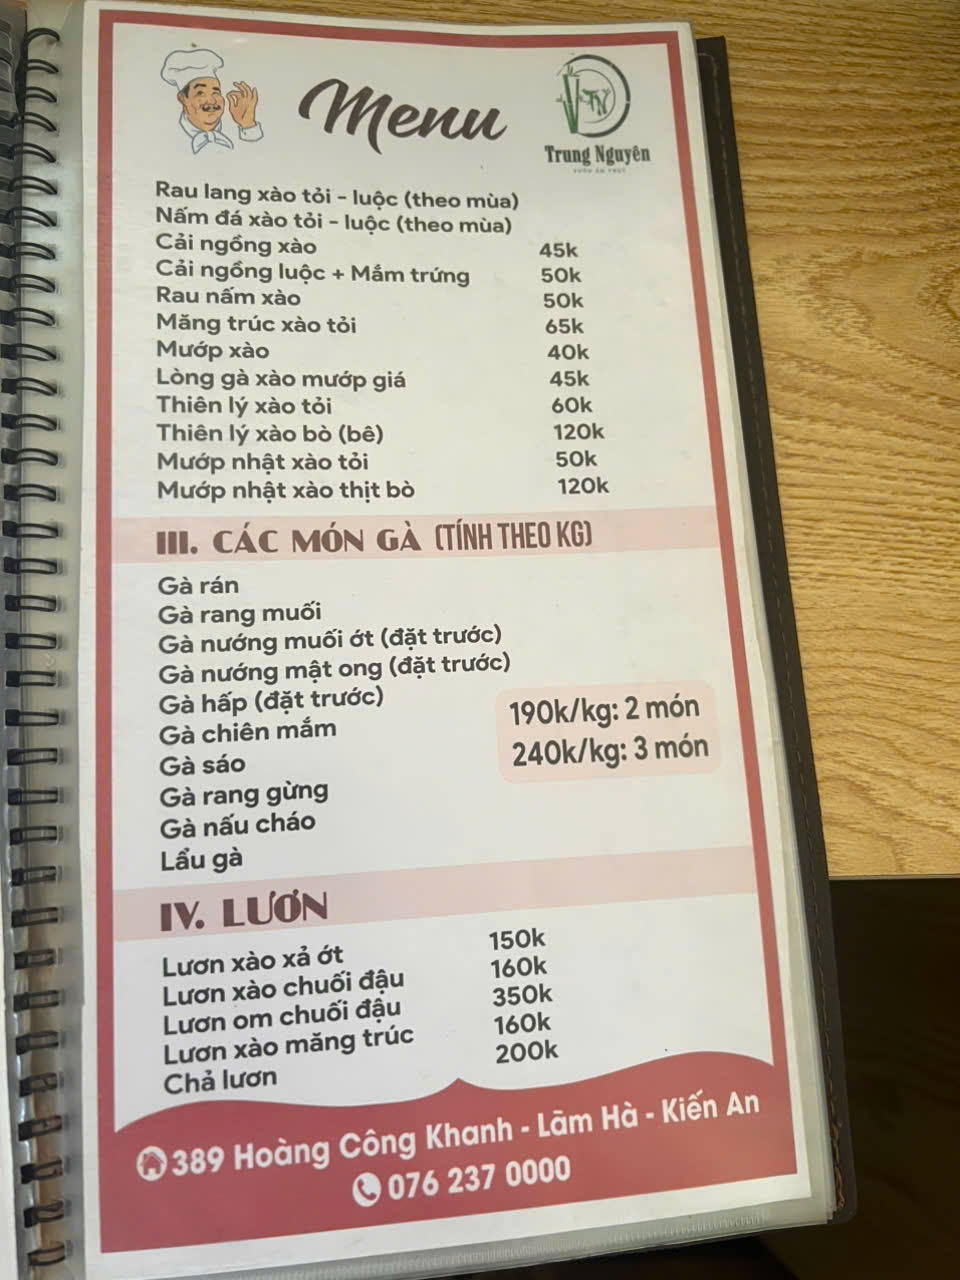 Menu
TN
Trung Nguyên
Rau lang xào tỏi - luộc (theo mùa)
Nấm đá xào tỏi - luộc (theo mùa)
Cải ngồng xào 45k
Cải ngồng luộc + Mắm trứng 50k
Rau nấm xào 50k
Măng trúc xào tỏi 65k
Mướp xào 40k
Lòng gà xào mướp giá 45k
Thiên lý xào tỏi 60k
Thiên lý xào bò (bê) 120k
Mướp nhật xào tỏi 50k
Mướp nhật xào thịt bò 120k
III. CÁC MÓN GÀ (TÍNH THEO KG)
Gà rán
Gà rang muối
Gà nướng muối ớt (đặt trước)
Gà nướng mật ong (đặt trước)
Gà hấp (đặt trước)
Gà chiên mắm
Gà sáo
Gà rang gừng
Gà nấu cháo
Lẩu gà
190k/kg: 2 món
240k/kg: 3 món
IV. LƯƠN
Lươn xào xả ớt 150k
Lươn xào chuối đậu 160k
Lươn om chuối đậu 350k
Lươn xào măng trúc 160k
Chả lươn 200k
389 Hoàng Công Khanh - Lãm Hà - Kiến An
076 237 0000